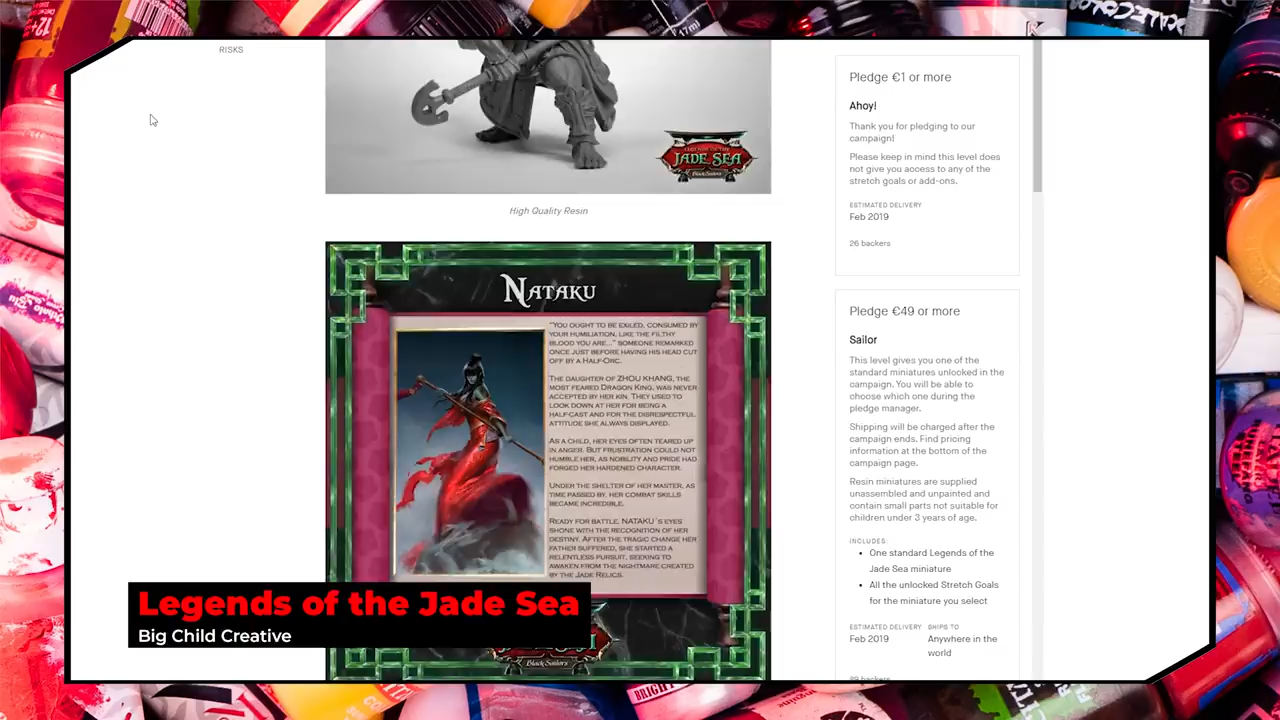 RISKS
JADE SEA
Black Sailors
High Quality Resin
NATAKU
"YOU OUGHT TO BE EXILED, CONSUMED BY
YOUR HUMILIATION, LIKE THE FILTHY
BLOOD YOU ARE..." SOMEONE REMARKED
ONCE JUST BEFORE HAVING HIS HEAD CUT
OFF BY A HALF-ORC.
THE DAUGHTER OF ZHOU KHANG, THE
MOST FEARED DRAGON KING, WAS NEVER
ACCEPTED BY HER KIN. THEY USED TO
LOOK DOWN AT HER FOR BEING A
HALF-CAST AND FOR THE DISRESPECTFUL
ATTITUDE SHE ALWAYS DISPLAYED.
AS A CHILD, HER EYES OFTEN TEARED UP
IN ANGER. BUT FRUSTRATION COULD NOT
HUMBLE HER, AS NOBILITY AND PRIDE HAD
FORGED HER HARDENED CHARACTER.
UNDER THE SHELTER OF HER MASTER, AS
TIME PASSED BY, HER COMBAT SKILLS
BECAME INCREDIBLE.
READY FOR BATTLE, NATAKU´S EYES
SHONE WITH THE RECOGNITION OF HER
DESTINY. AFTER THE TRAGIC CHANGE HER
FATHER SUFFERED, SHE STARTED A
RELENTLESS PURSUIT, SEEKING TO
AWAKEN FROM THE NIGHTMARE CREATED
BY THE JADE RELICS.
Black Sailors
Legends of the Jade Sea
Big Child Creative
Pledge €1 or more
Ahoy!
Thank you for pledging to our
campaign!
Please keep in mind this level does
not give you access to any of the
stretch goals or add-ons.
ESTIMATED DELIVERY
Feb 2019
26 backers
Pledge €49 or more
Sailor
This level gives you one of the
standard miniatures unlocked in the
campaign. You will be able to
choose which one during the
pledge manager.
Shipping will be charged after the
campaign ends. Find pricing
information at the bottom of the
campaign page.
Resin miniatures are supplied
unassembled and unpainted and
contain small parts not suitable for
children under 3 years of age.
INCLUDES:
• One standard Legends of the
Jade Sea miniature
• All the unlocked Stretch Goals
for the miniature you select
ESTIMATED DELIVERY SHIPS TO
Feb 2019 Anywhere in the
world
backers
12+
17ml